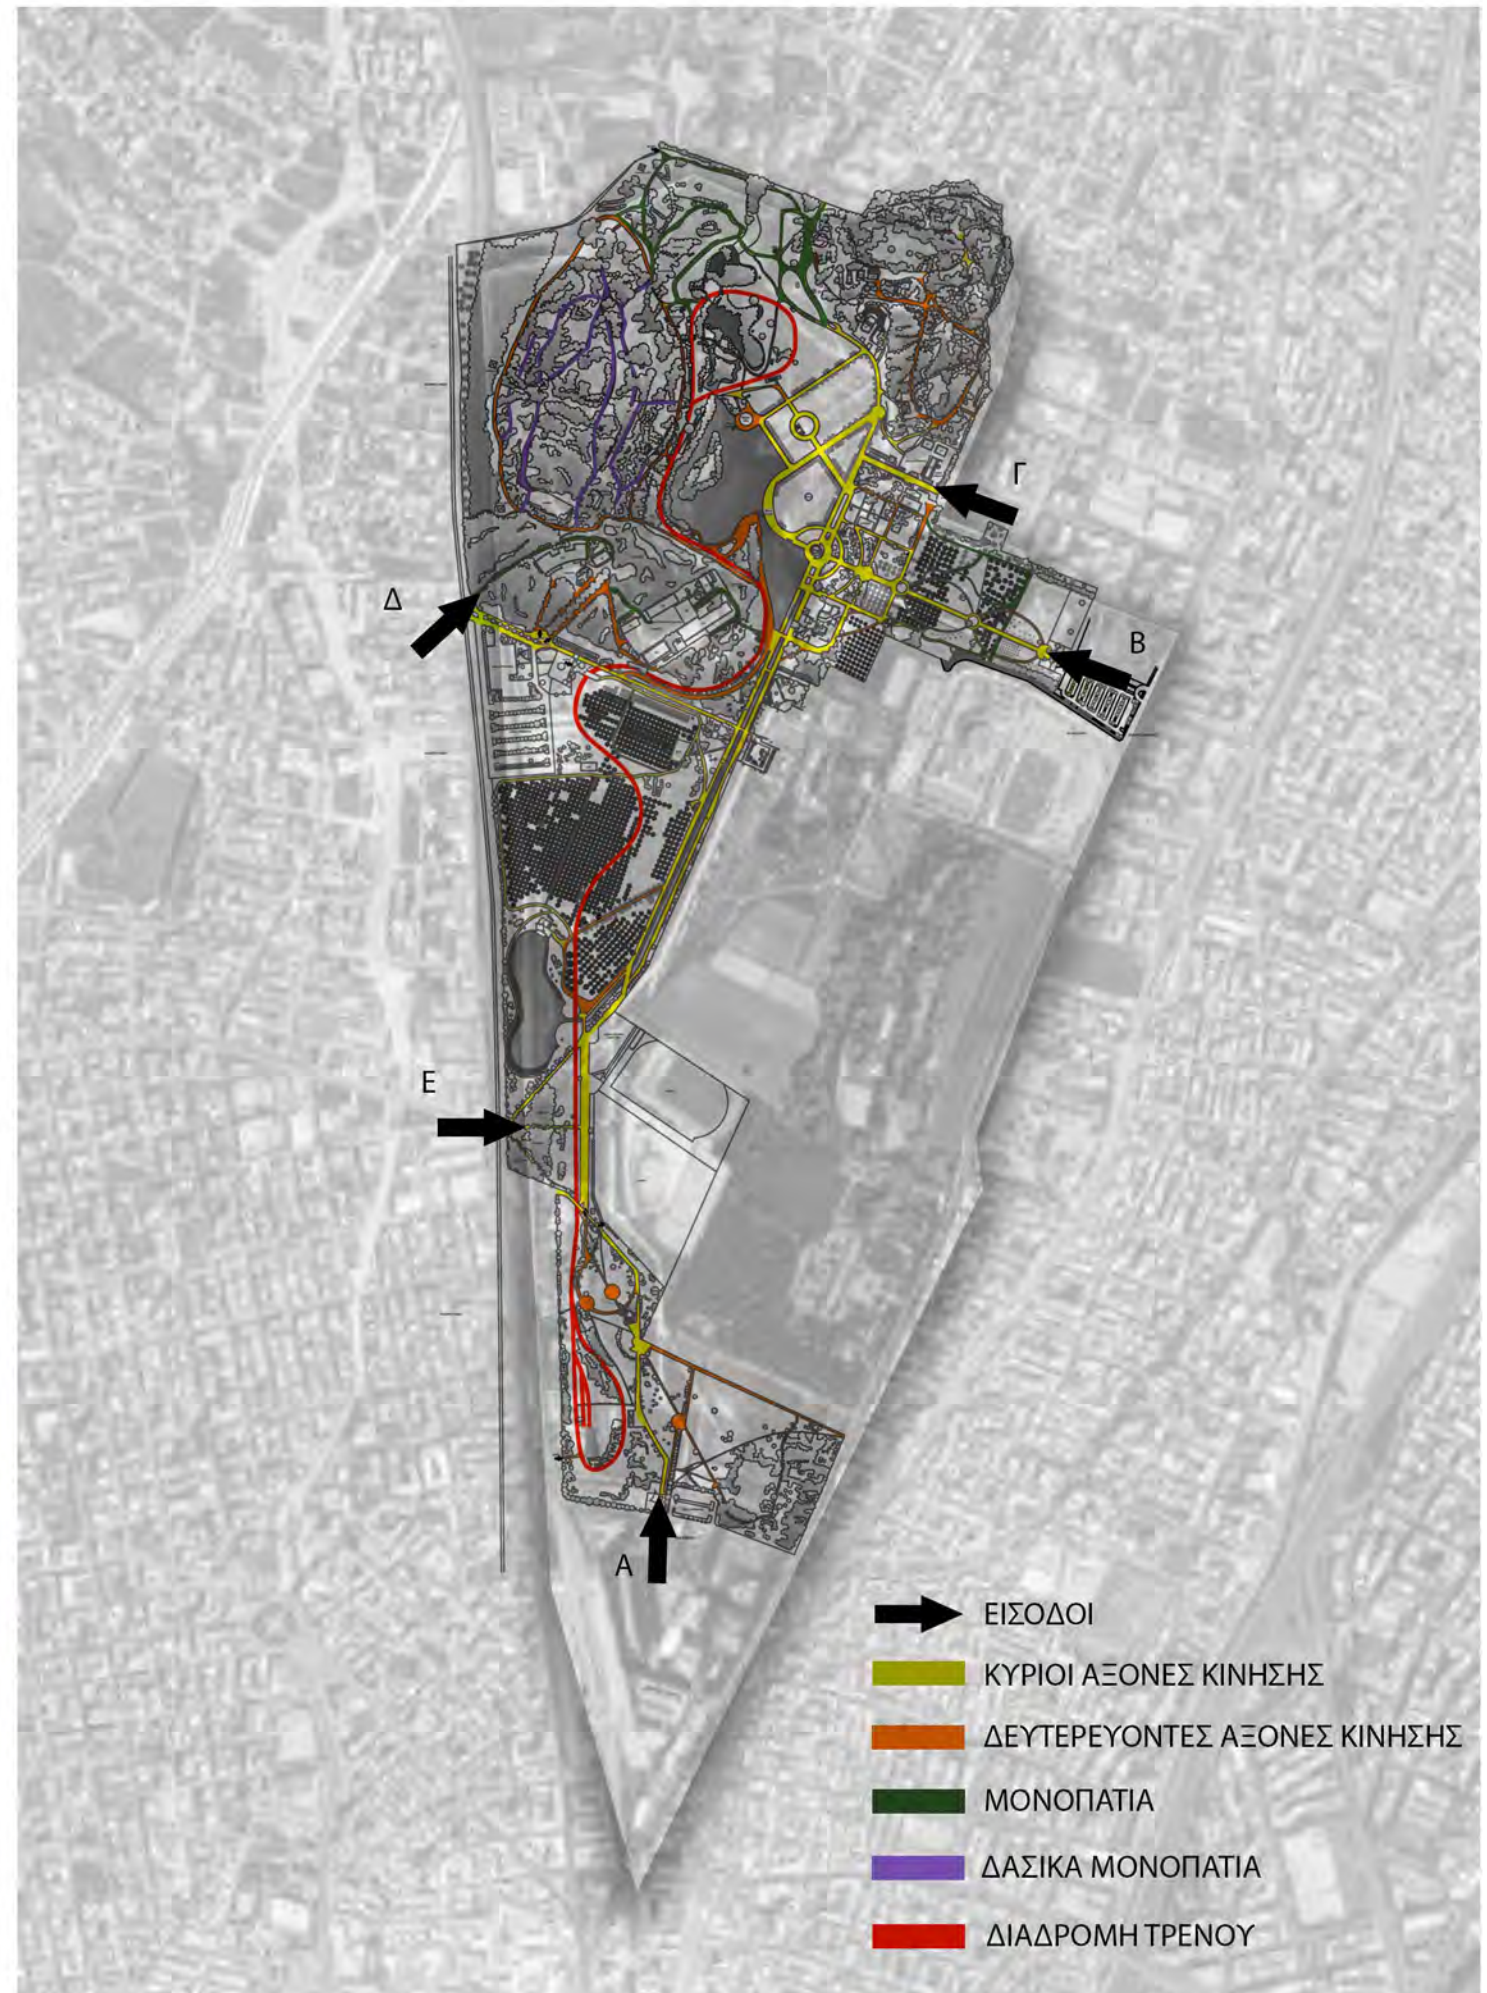 Γ
Δ
Β
Ε
Α
ΕΙΣΟΔΟΙ
ΚΥΡΙΟΙ ΑΞΟΝΕΣ ΚΙΝΗΣΗΣ
ΔΕΥΤΕΡΕΥΟΝΤΕΣ ΑΞΟΝΕΣ ΚΙΝΗΣΗΣ
ΜΟΝΟΠΑΤΙΑ
ΔΑΣΙΚΑ ΜΟΝΟΠΑΤΙΑ
ΔΙΑΔΡΟΜΗ ΤΡΕΝΟΥ